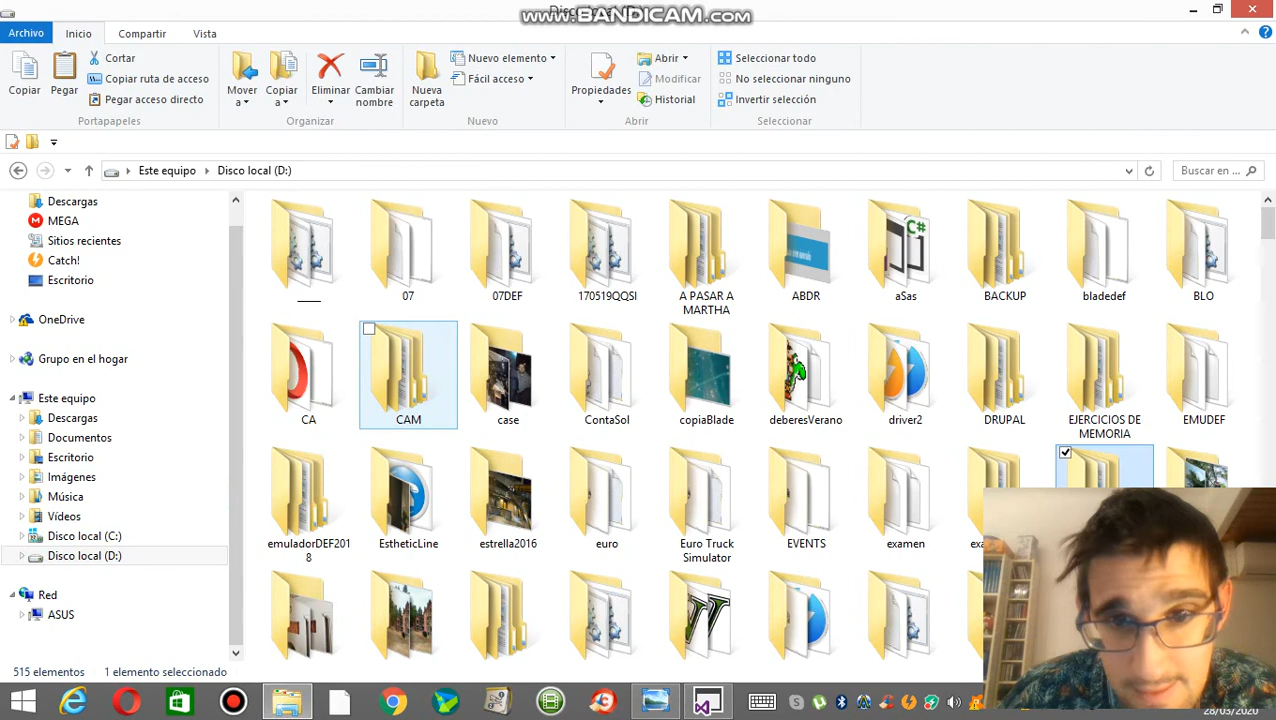 www.BANDICAM.com
Archivo Inicio Compartir Vista
Copiar
Pegar
Cortar
Copiar ruta de acceso
Pegar acceso directo
Portapapeles
Mover a
Copiar a
Eliminar
Cambiar nombre
Organizar
Nueva carpeta
Nuevo elemento
Fácil acceso
Nuevo
Propiedades
Abrir
Modificar
Historial
Abrir
Seleccionar todo
No seleccionar ninguno
Invertir selección
Seleccionar
Este equipo Disco local (D:)
Buscar en ...
Descargas
MEGA
Sitios recientes
Catch!
Escritorio
OneDrive
Grupo en el hogar
Este equipo
Descargas
Documentos
Escritorio
Imágenes
Música
Vídeos
Disco local (C:)
Disco local (D:)
Red
ASUS
____ 07 07DEF 170519QQSI A PASAR A MARTHA ABDR aSas BACKUP bladedef BLO
C#
CA CAM case ContaSol copiaBlade deberesVerano driver2 DRUPAL EJERCICIOS DE MEMORIA EMUDEF
emuladorDEF2018 EstheticLine estrella2016 euro Euro Truck Simulator EVENTS examen
515 elementos 1 elemento seleccionado
28/03/2020